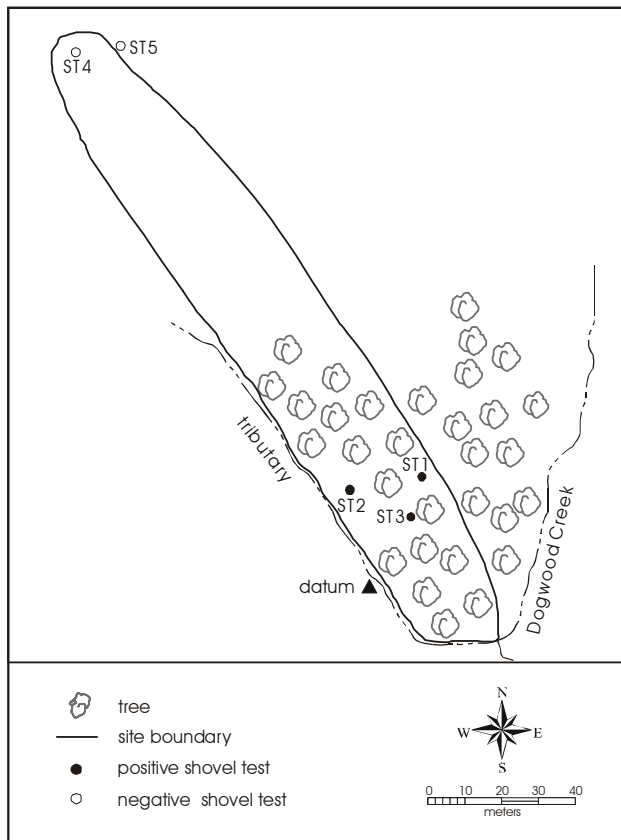 ST5
ST4
tributary
ST1
ST2
ST3
Dogwood Creek
datum
tree
site boundary
positive shovel test
negative shovel test
N
W E
S
0 10 20 30 40
meters